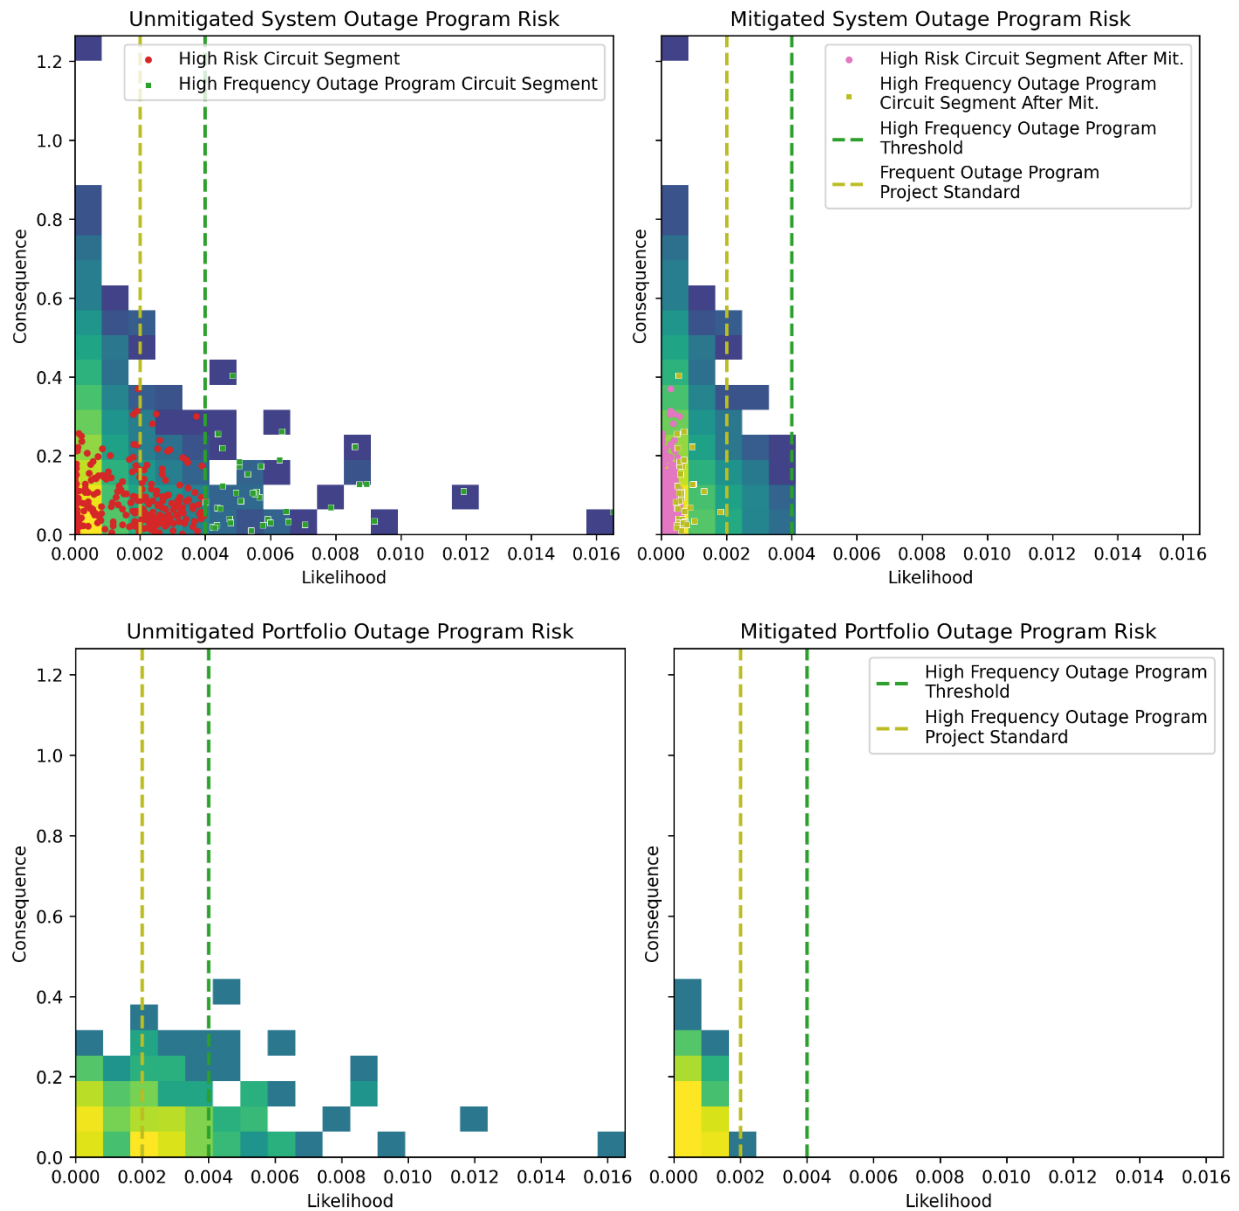 Unmitigated System Outage Program Risk
High Risk Circuit Segment
High Frequency Outage Program Circuit Segment
1.2
1.0
0.8
0.6
0.4
0.2
0.0
Consequence
0.000 0.002 0.004 0.006 0.008 0.010 0.012 0.014 0.016
Likelihood
Mitigated System Outage Program Risk
High Risk Circuit Segment After Mit.
High Frequency Outage Program
Circuit Segment After Mit.
High Frequency Outage Program
Threshold
Frequent Outage Program
Project Standard
Consequence
0.000 0.002 0.004 0.006 0.008 0.010 0.012 0.014 0.016
Likelihood
Unmitigated Portfolio Outage Program Risk
1.2
1.0
0.8
0.6
0.4
0.2
0.0
Consequence
0.000 0.002 0.004 0.006 0.008 0.010 0.012 0.014 0.016
Likelihood
Mitigated Portfolio Outage Program Risk
High Frequency Outage Program
Threshold
High Frequency Outage Program
Project Standard
Consequence
0.000 0.002 0.004 0.006 0.008 0.010 0.012 0.014 0.016
Likelihood